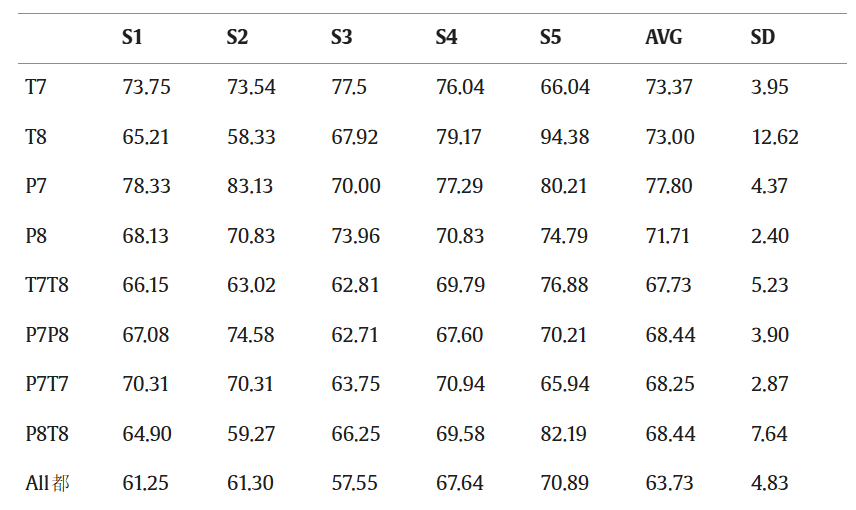 S1 S2 S3 S4 S5 AVG SD
T7 73.75 73.54 77.5 76.04 66.04 73.37 3.95
T8 65.21 58.33 67.92 79.17 94.38 73.00 12.62
P7 78.33 83.13 70.00 77.29 80.21 77.80 4.37
P8 68.13 70.83 73.96 70.83 74.79 71.71 2.40
T7T8 66.15 63.02 62.81 69.79 76.88 67.73 5.23
P7P8 67.08 74.58 62.71 67.60 70.21 68.44 3.90
P7T7 70.31 70.31 63.75 70.94 65.94 68.25 2.87
P8T8 64.90 59.27 66.25 69.58 82.19 68.44 7.64
All都 61.25 61.30 57.55 67.64 70.89 63.73 4.83